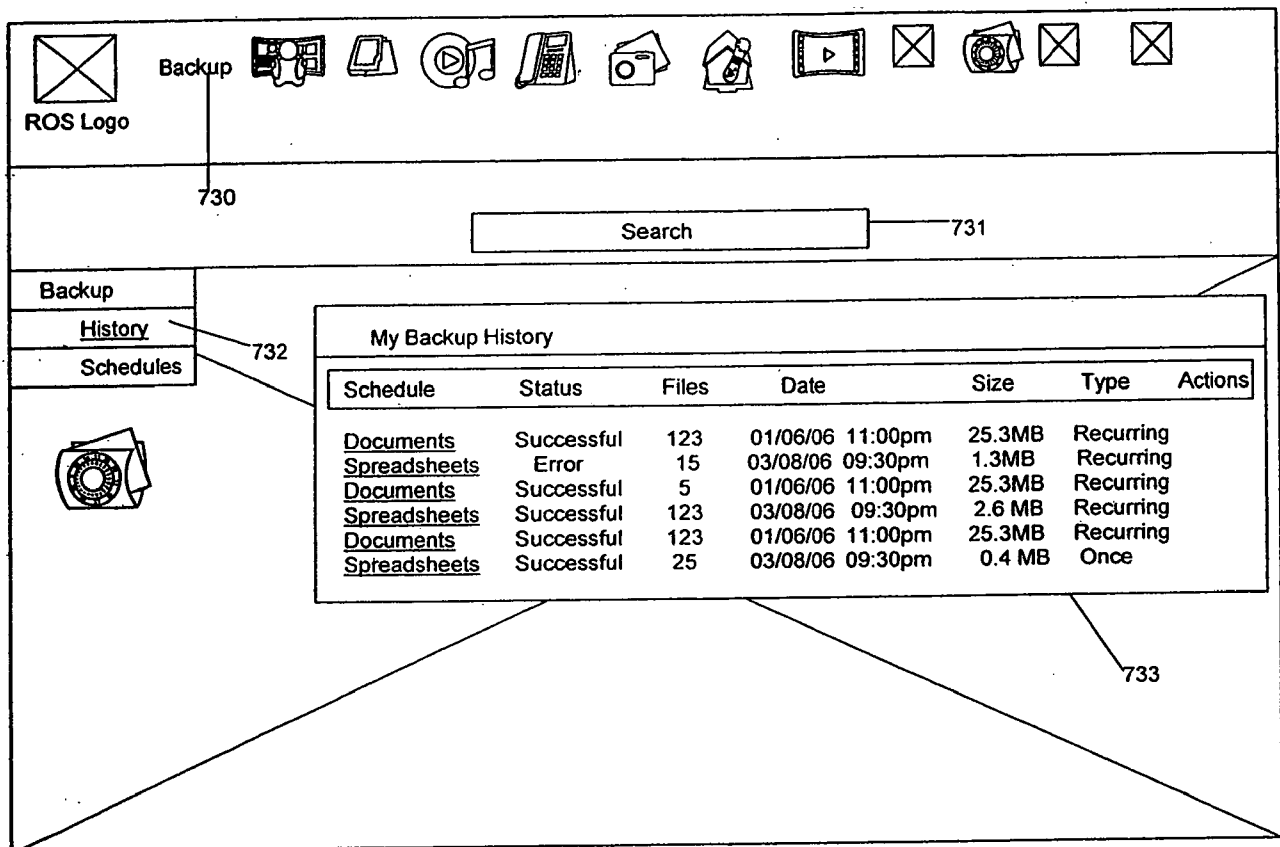 Backup
ROS Logo
730
Search
731
Backup
History
732
Schedules
My Backup History
Schedule Status Files Date Size Type Actions
Documents Successful 123 01/06/06 11:00pm 25.3MB Recurring
Spreadsheets Error 15 03/08/06 09:30pm 1.3MB Recurring
Documents Successful 5 01/06/06 11:00pm 25.3MB Recurring
Spreadsheets Successful 123 03/08/06 09:30pm 2.6 MB Recurring
Documents Successful 123 01/06/06 11:00pm 25.3MB Recurring
Spreadsheets Successful 25 03/08/06 09:30pm 0.4 MB Once
733